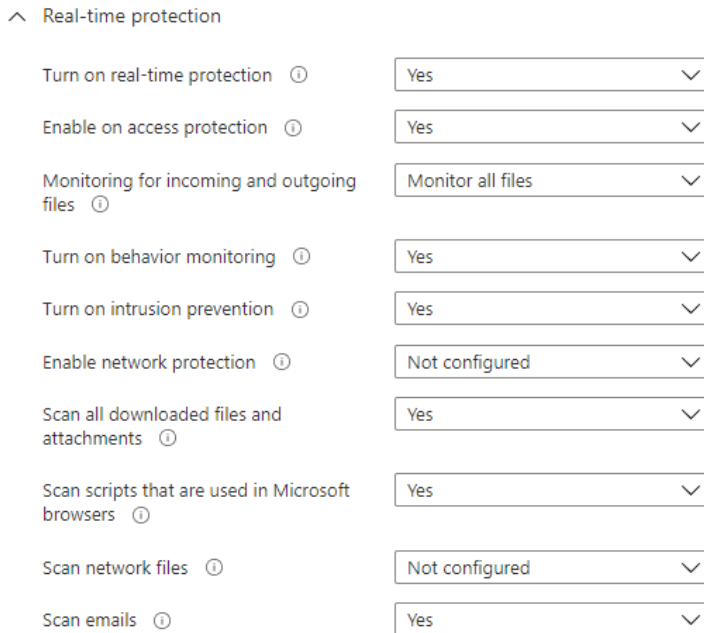 Real-time protection
Turn on real-time protection Yes
Enable on access protection Yes
Monitoring for incoming and outgoing Monitor all files
files
Turn on behavior monitoring Yes
Turn on intrusion prevention Yes
Enable network protection Not configured
Scan all downloaded files and Yes
attachments
Scan scripts that are used in Microsoft Yes
browsers
Scan network files Not configured
Scan emails Yes